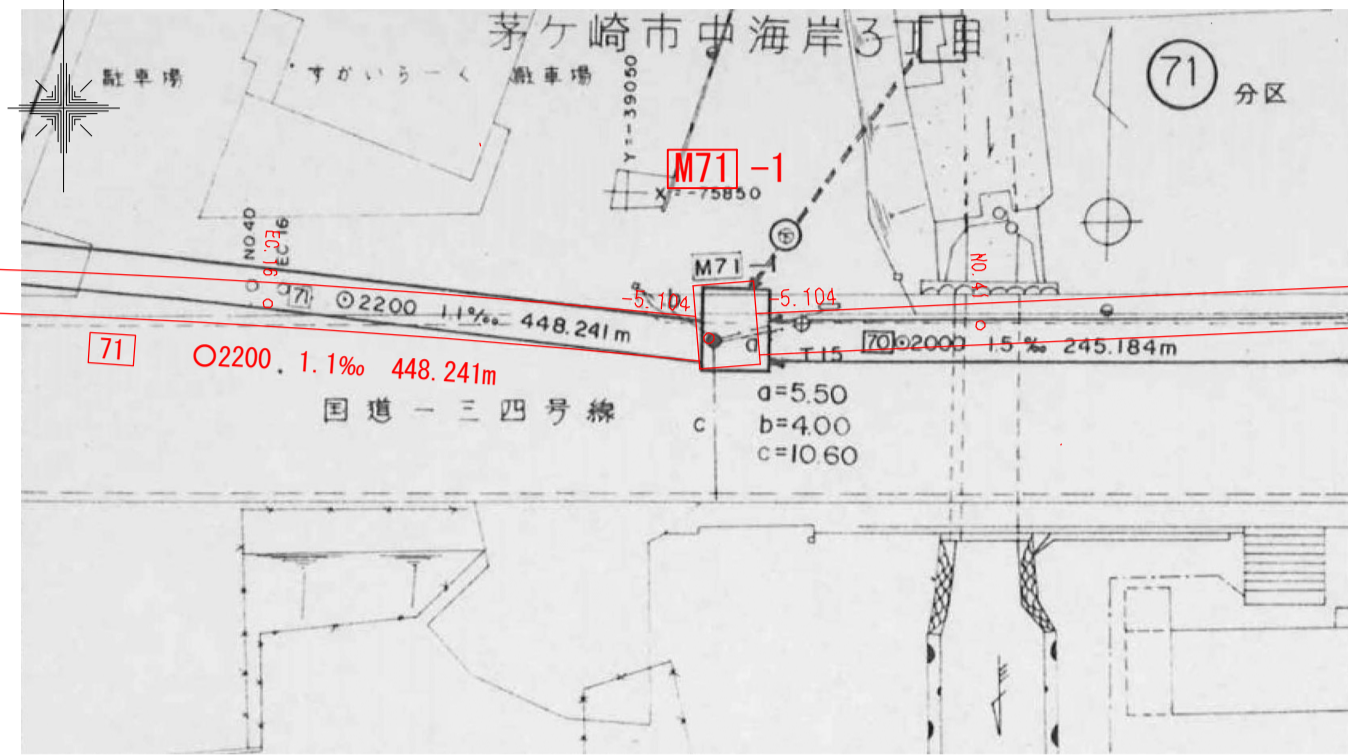 茅ケ崎市中海岸3丁目
71
分区
駐車場
すかいらーく
駐車場
Y=-39050
M71 -1
X=-75850
NO.40
EC.16
EC.16
M71 -1
NO.43
-5.104
b
-5.104
71
⊙2200 1.1‰ 448.241m
a
T15
70 ⊙2000 1.5‰ 245.184m
71 ○2200 1.1‰ 448.241m
国道一三四号線
c
a=5.50
b=4.00
c=10.60